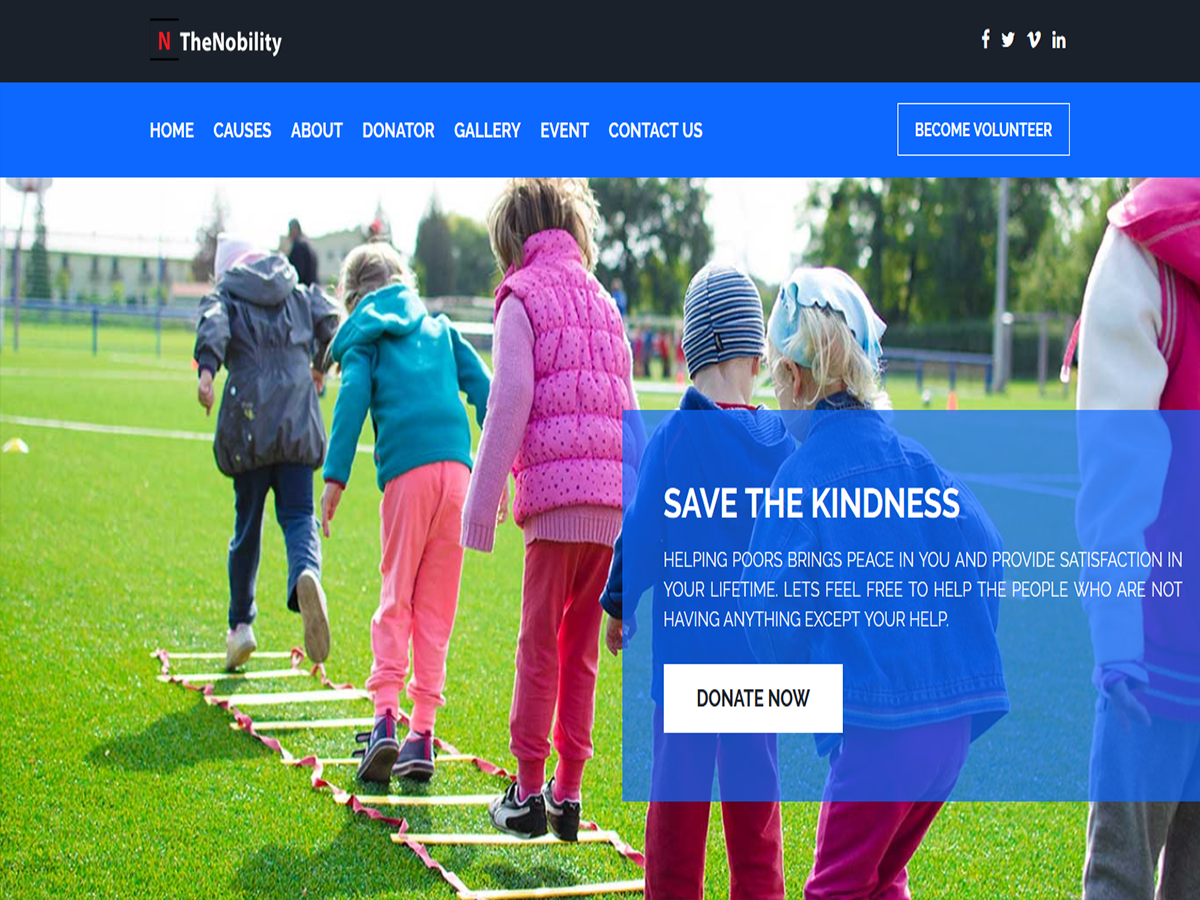 N TheNobility
HOME CAUSES ABOUT DONATOR GALLERY EVENT CONTACT US
BECOME VOLUNTEER
SAVE THE KINDNESS
HELPING POORS BRINGS PEACE IN YOU AND PROVIDE SATISFACTION IN
YOUR LIFETIME. LETS FEEL FREE TO HELP THE PEOPLE WHO ARE NOT
HAVING ANYTHING EXCEPT YOUR HELP.
DONATE NOW